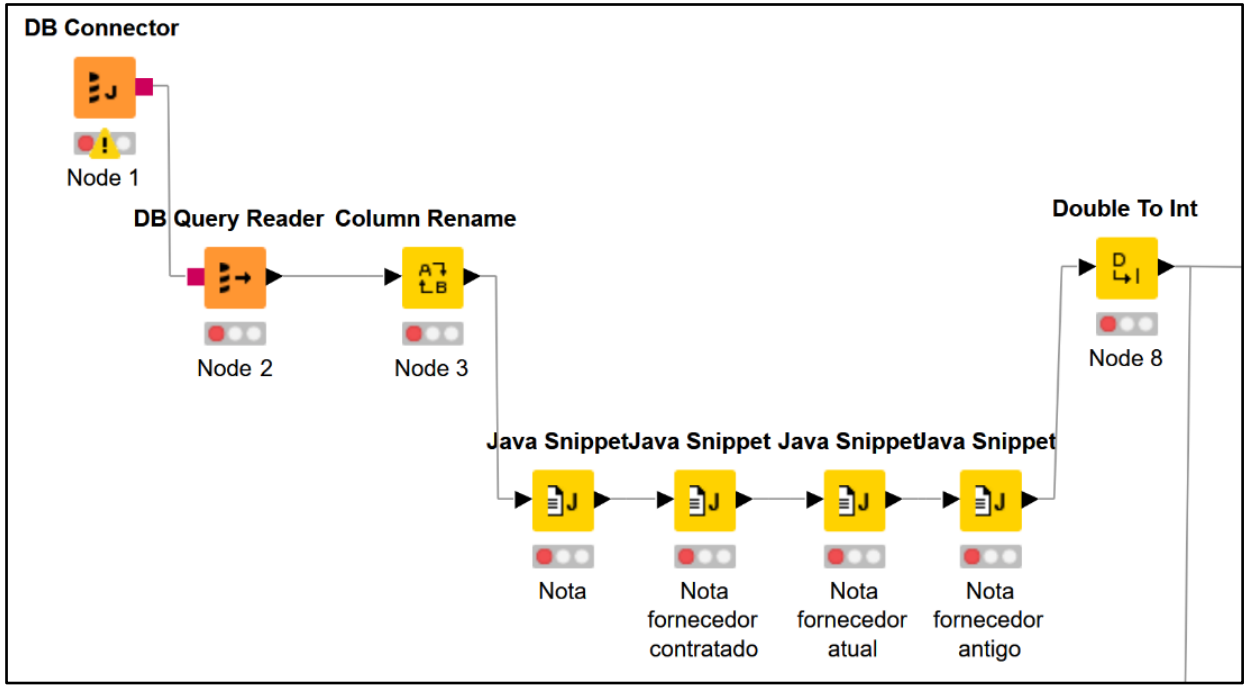 DB Connector
Node 1
DB Query Reader
Node 2
Column Rename
Node 3
Java Snippet
Nota
Java Snippet
Nota
fornecedor
contratado
Java Snippet
Nota
fornecedor
atual
Java Snippet
Nota
fornecedor
antigo
Double To Int
Node 8